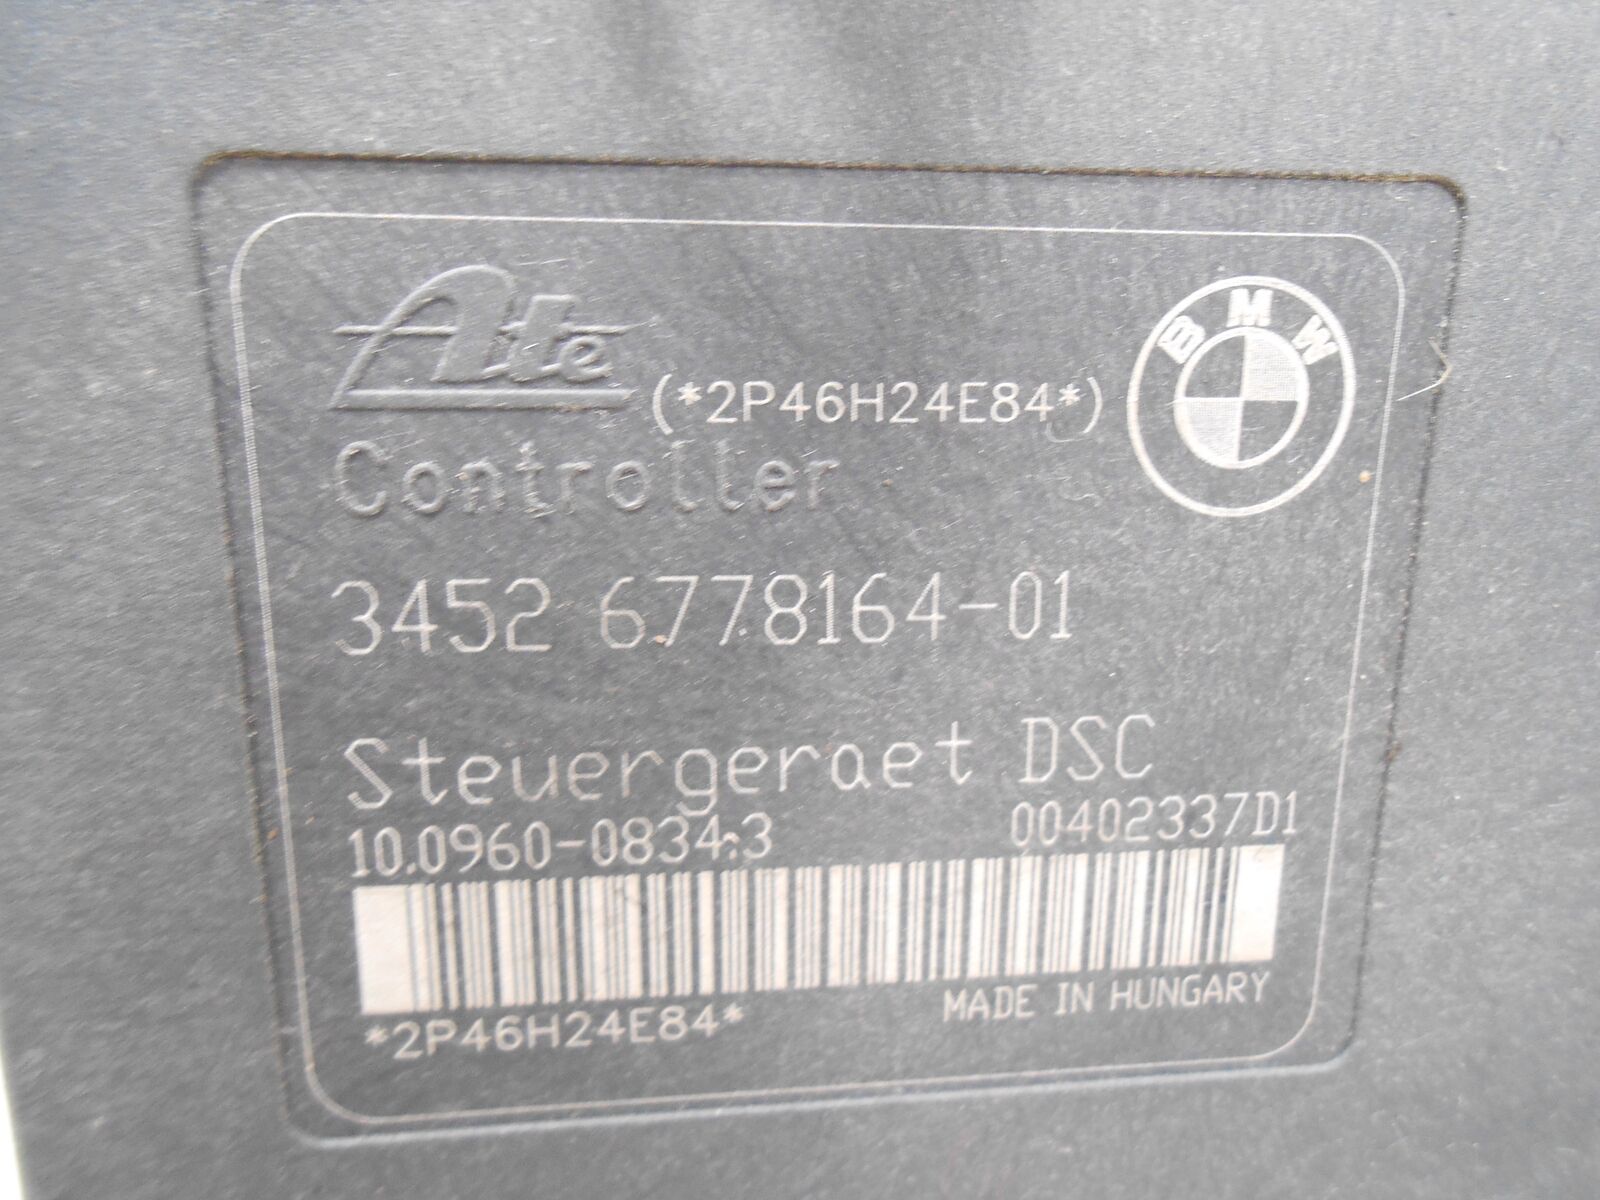 Ate
(*2P46H24E84*)
BMW
Controller
3452 6778164-01
Steuergeraet DSC
10.0960-0834.3
00402337D1
*2P46H24E84*
MADE IN HUNGARY